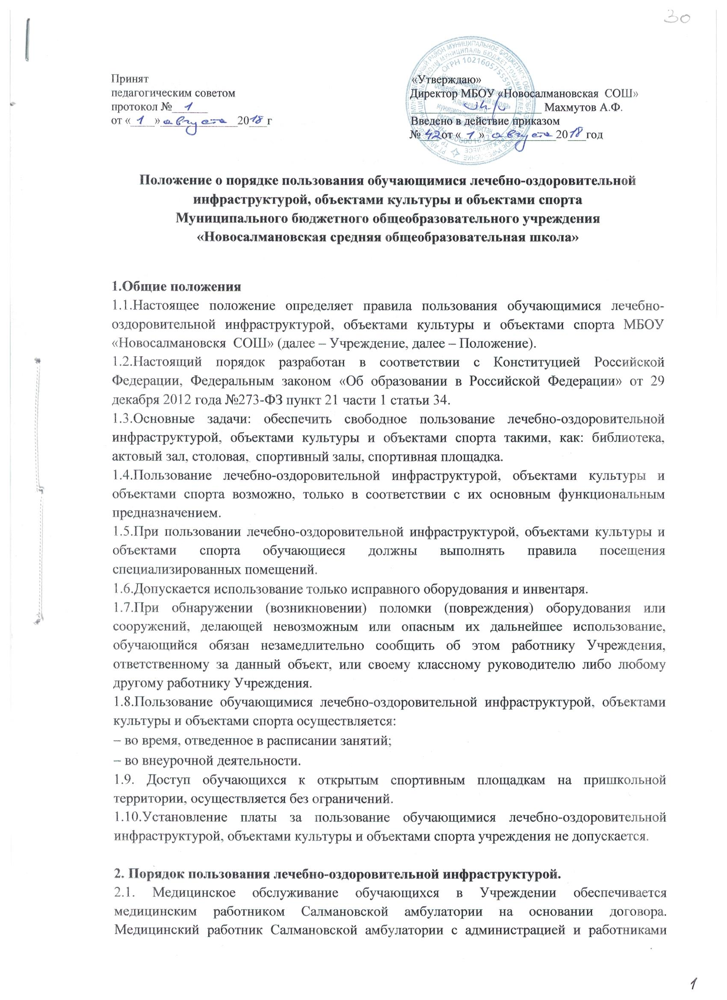 30
Принят
педагогическим советом
протокол № 1
от « 1 » августа 2018 г
«Утверждаю»
Директор МБОУ «Новосалмановская СОШ»
Махмутов А.Ф.
Введено в действие приказом
№ 42 от « 1 » августа 2018 год
ОГРН 1021605755599
Положение о порядке пользования обучающимися лечебно-оздоровительной
инфраструктурой, объектами культуры и объектами спорта
Муниципального бюджетного общеобразовательного учреждения
«Новосалмановская средняя общеобразовательная школа»
1.Общие положения
1.1.Настоящее положение определяет правила пользования обучающимися лечебно-
оздоровительной инфраструктурой, объектами культуры и объектами спорта МБОУ
«Новосалмановскя СОШ» (далее – Учреждение, далее – Положение).
1.2.Настоящий порядок разработан в соответствии с Конституцией Российской
Федерации, Федеральным законом «Об образовании в Российской Федерации» от 29
декабря 2012 года №273-ФЗ пункт 21 части 1 статьи 34.
1.3.Основные задачи: обеспечить свободное пользование лечебно-оздоровительной
инфраструктурой, объектами культуры и объектами спорта такими, как: библиотека,
актовый зал, столовая, спортивный залы, спортивная площадка.
1.4.Пользование лечебно-оздоровительной инфраструктурой, объектами культуры и
объектами спорта возможно, только в соответствии с их основным функциональным
предназначением.
1.5.При пользовании лечебно-оздоровительной инфраструктурой, объектами культуры и
объектами спорта обучающиеся должны выполнять правила посещения
специализированных помещений.
1.6.Допускается использование только исправного оборудования и инвентаря.
1.7.При обнаружении (возникновении) поломки (повреждения) оборудования или
сооружений, делающей невозможным или опасным их дальнейшее использование,
обучающийся обязан незамедлительно сообщить об этом работнику Учреждения,
ответственному за данный объект, или своему классному руководителю либо любому
другому работнику Учреждения.
1.8.Пользование обучающимися лечебно-оздоровительной инфраструктурой, объектами
культуры и объектами спорта осуществляется:
– во время, отведенное в расписании занятий;
– во внеурочной деятельности.
1.9. Доступ обучающихся к открытым спортивным площадкам на пришкольной
территории, осуществляется без ограничений.
1.10.Установление платы за пользование обучающимися лечебно-оздоровительной
инфраструктурой, объектами культуры и объектами спорта учреждения не допускается.
2. Порядок пользования лечебно-оздоровительной инфраструктурой.
2.1. Медицинское обслуживание обучающихся в Учреждении обеспечивается
медицинским работником Салмановской амбулатории на основании договора.
Медицинский работник Салмановской амбулатории с администрацией и работниками
1